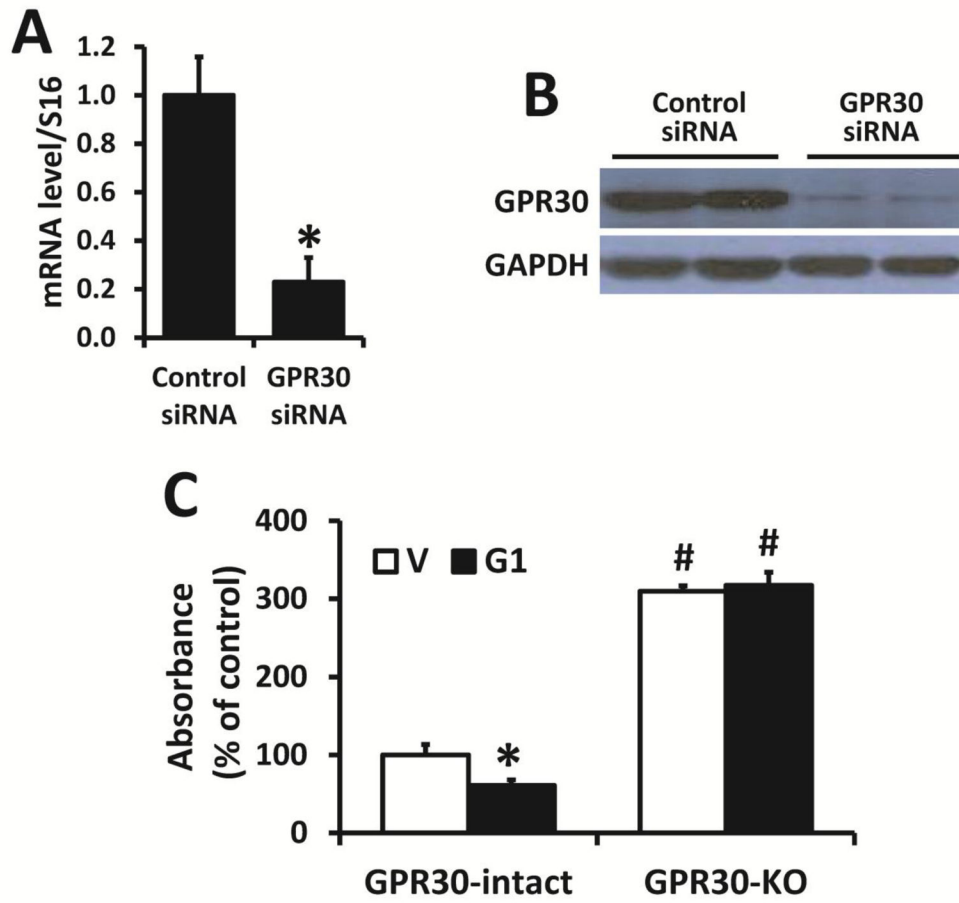 A
mRNA level/S16
1.2
1.0
0.8
0.6
0.4
0.2
0.0
*
Control
siRNA
GPR30
siRNA
B
Control
siRNA
GPR30
siRNA
GPR30
GAPDH
C
Absorbance
(% of control)
400
300
200
100
0
V
G1
*
#
#
GPR30-intact
GPR30-KO